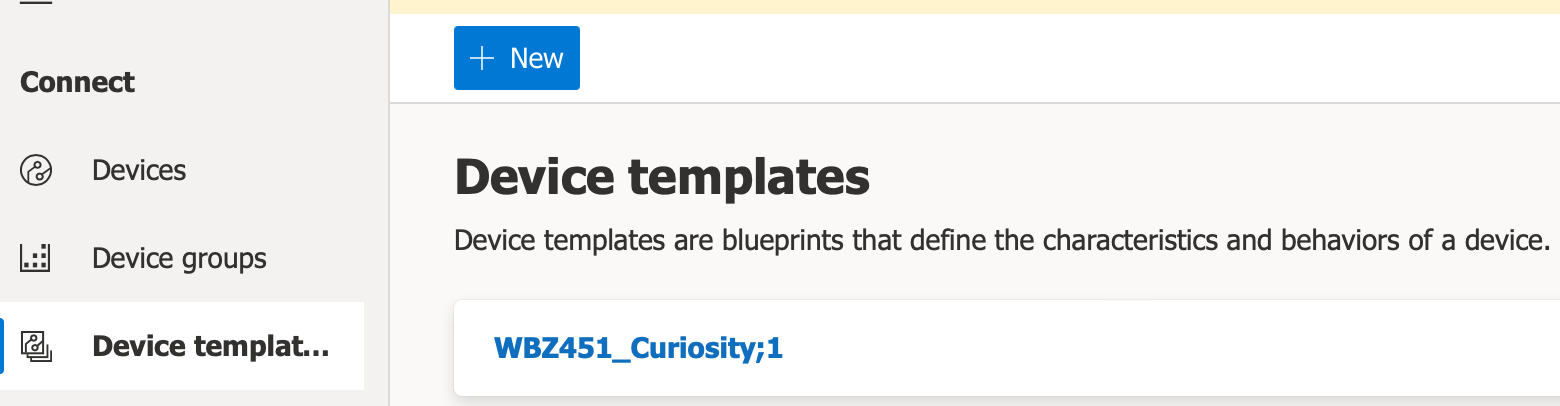 Connect
Devices
Device groups
Device templat...
+ New
Device templates
Device templates are blueprints that define the characteristics and behaviors of a device.
WBZ451_Curiosity;1